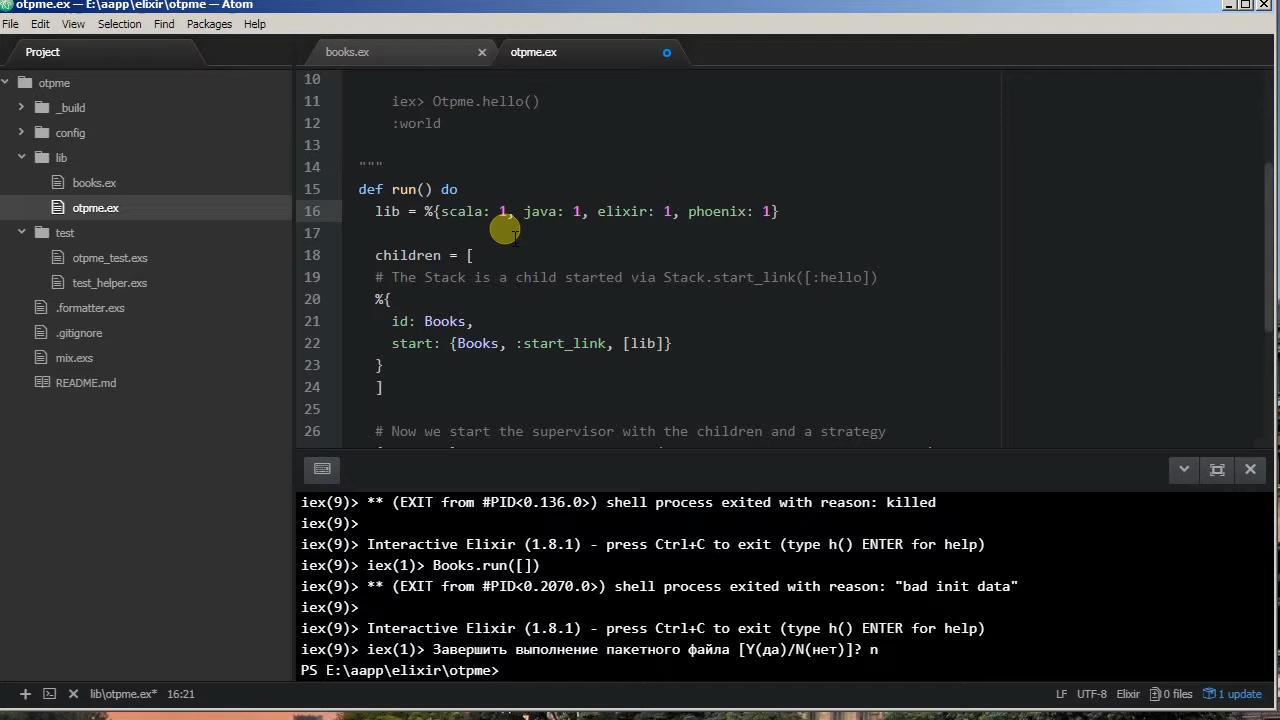 otpme.ex — E:\aapp\elixir\otpme — Atom
File Edit View Selection Find Packages Help
Project
books.ex
otpme.ex
otpme
_build
config
lib
books.ex
otpme.ex
test
otpme_test.exs
test_helper.exs
.formatter.exs
.gitignore
mix.exs
README.md
10
11 iex> Otpme.hello()
12 :world
13
14 """
15 def run() do
16 lib = %{scala: 1, java: 1, elixir: 1, phoenix: 1}
17
18 children = [
19 # The Stack is a child started via Stack.start_link([:hello])
20 %{
21 id: Books,
22 start: {Books, :start_link, [lib]}
23 }
24 ]
25
26 # Now we start the supervisor with the children and a strategy
iex(9)> ** (EXIT from #PID<0.136.0>) shell process exited with reason: killed
iex(9)>
iex(9)> Interactive Elixir (1.8.1) - press Ctrl+C to exit (type h() ENTER for help)
iex(9)> iex(1)> Books.run([])
iex(9)> ** (EXIT from #PID<0.2070.0>) shell process exited with reason: "bad init data"
iex(9)>
iex(9)> Interactive Elixir (1.8.1) - press Ctrl+C to exit (type h() ENTER for help)
iex(9)> iex(1)> Завершить выполнение пакетного файла [Y(да)/N(нет)]? n
PS E:\aapp\elixir\otpme>
lib\otpme.ex* 16:21 LF UTF-8 Elixir 0 files 1 update